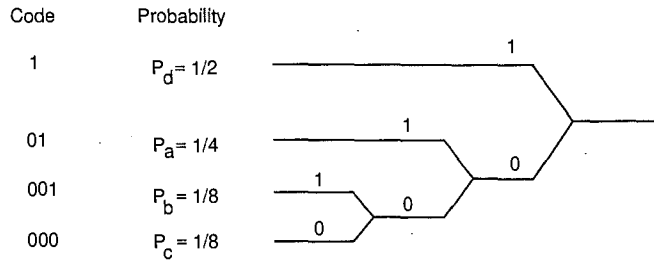 Code Probability
1
1 P_d = 1/2
1
01 P_a = 1/4
0
001 1 P_b = 1/8
0
000 0 P_c = 1/8